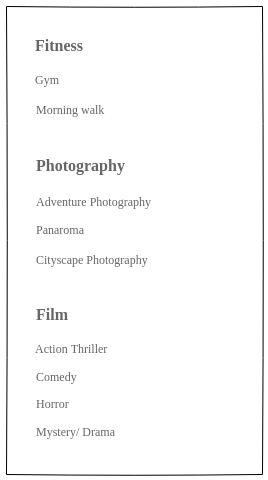 Fitness
Gym
Morning walk
Photography
Adventure Photography
Panaroma
Cityscape Photography
Film
Action Thriller
Comedy
Horror
Mystery/ Drama